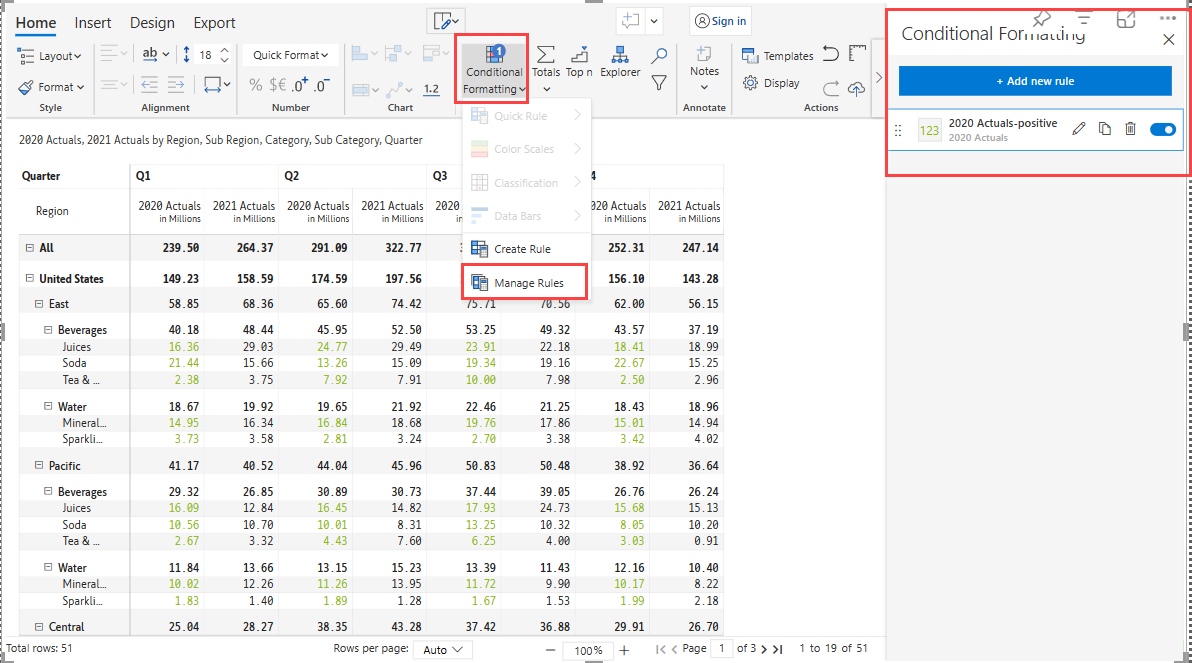 Home Insert Design Export Sign in
Layout ab 18 Quick Format Conditional Formatting 1 Totals Top n Explorer Notes Templates
Format % $€ .0+ .0- 1.2 Display
Style Alignment Number Chart Annotate Actions
Quick Rule
Color Scales
Classification
Data Bars
Create Rule
Manage Rules
Conditional Formatting
+ Add new rule
123 2020 Actuals-positive
2020 Actuals
2020 Actuals, 2021 Actuals by Region, Sub Region, Category, Sub Category, Quarter
Quarter Q1 Q2 Q3 4
Region 2020 Actuals 2021 Actuals 2020 Actuals 2021 Actuals 2020 020 Actuals 2021 Actuals
in Millions in Millions in Millions in Millions in Millions in Millions
All 239.50 264.37 291.09 322.77 252.31 247.14
United States 149.23 158.59 174.59 197.56 156.10 143.28
East 58.85 68.36 65.60 74.42 75.71 70.56 62.00 56.15
Beverages 40.18 48.44 45.95 52.50 53.25 49.32 43.57 37.19
Juices 16.36 29.03 24.77 29.49 23.91 22.18 18.41 18.99
Soda 21.44 15.66 13.26 15.09 19.34 19.16 22.67 15.25
Tea & ... 2.38 3.75 7.92 7.91 10.00 7.98 2.50 2.96
Water 18.67 19.92 19.65 21.92 22.46 21.25 18.43 18.96
Mineral... 14.95 16.34 16.84 18.68 19.76 17.86 15.01 14.94
Sparkli... 3.73 3.58 2.81 3.24 2.70 3.38 3.42 4.02
Pacific 41.17 40.52 44.04 45.96 50.83 50.48 38.92 36.64
Beverages 29.32 26.85 30.89 30.73 37.44 39.05 26.76 26.24
Juices 16.09 12.84 16.45 14.82 17.93 24.73 15.68 15.13
Soda 10.56 10.70 10.01 8.31 13.25 10.32 8.05 10.20
Tea & ... 2.67 3.32 4.43 7.60 6.25 4.00 3.03 0.91
Water 11.84 13.66 13.15 15.23 13.39 11.43 12.16 10.40
Mineral... 10.02 12.26 11.26 13.95 11.72 9.90 10.17 8.22
Sparkli... 1.83 1.40 1.89 1.28 1.67 1.53 1.99 2.18
Central 25.04 28.27 38.35 43.28 37.42 36.88 29.91 26.70
Total rows: 51 Rows per page: Auto 100% Page 1 of 3 1 to 19 of 51